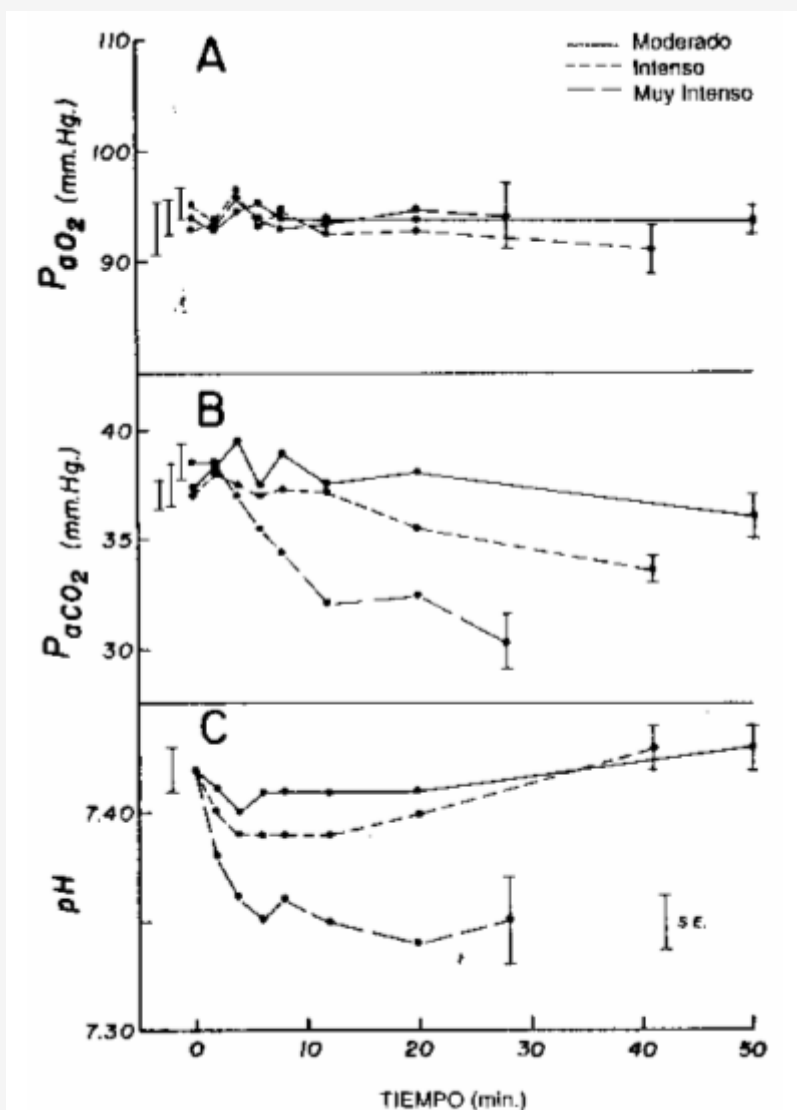 A
Moderado
Intenso
Muy Intenso
110
100
90
PaO2 (mm.Hg.)
B
40
35
30
PaCO2 (mm.Hg.)
C
7.40
7.30
pH
S E.
0 10 20 30 40 50
TIEMPO (min.)